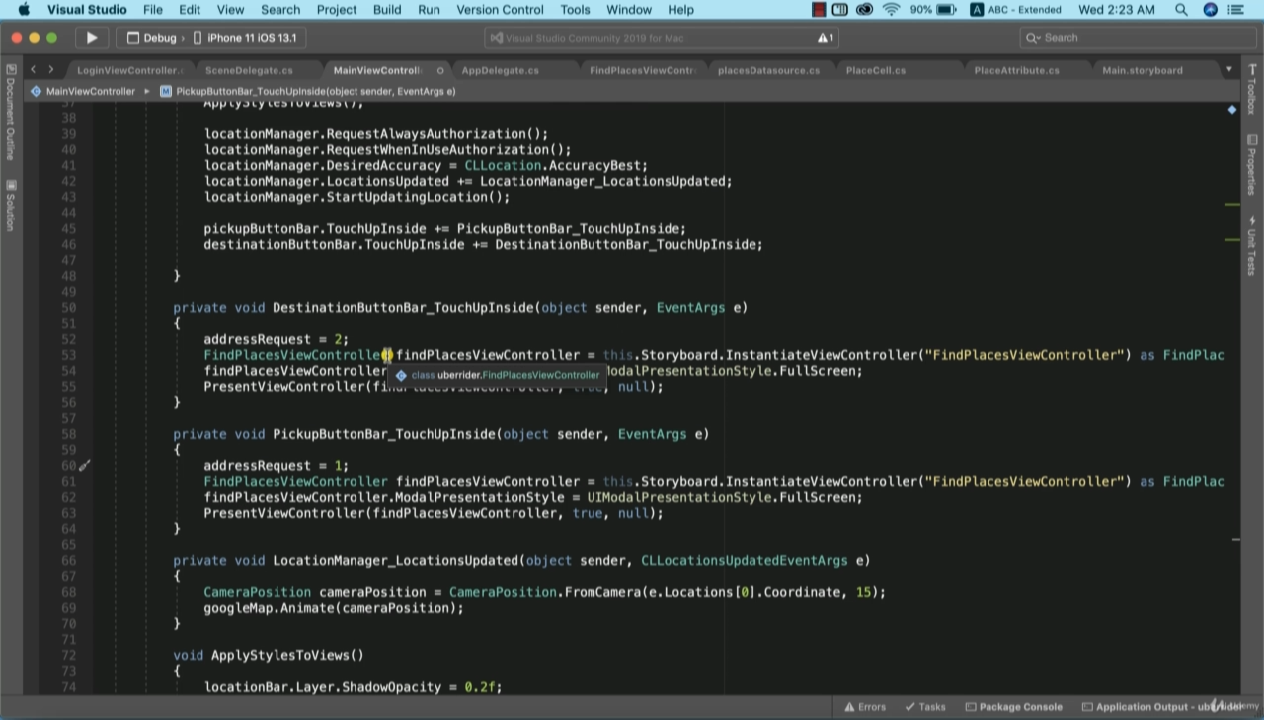 Visual Studio File Edit View Search Project Build Run Version Control Tools Window Help 90% A ABC - Extended Wed 2:23 AM
Debug › iPhone 11 iOS 13.1 Visual Studio Community 2019 for Mac 1 Search
LoginViewController.c SceneDelegate.cs MainViewControll AppDelegate.cs FindPlacesViewContr placesDatasource.cs PlaceCell.cs PlaceAttribute.cs Main.storyboard
MainViewController ▸ M PickupButtonBar_TouchUpInside(object sender, EventArgs e)
Document Outline
Solution
Toolbox
Properties
Unit Tests
37 ApplyStylesToViews();
38
39 locationManager.RequestAlwaysAuthorization();
40 locationManager.RequestWhenInUseAuthorization();
41 locationManager.DesiredAccuracy = CLLocation.AccuracyBest;
42 locationManager.LocationsUpdated += LocationManager_LocationsUpdated;
43 locationManager.StartUpdatingLocation();
44
45 pickupButtonBar.TouchUpInside += PickupButtonBar_TouchUpInside;
46 destinationButtonBar.TouchUpInside += DestinationButtonBar_TouchUpInside;
47
48 }
49
50 private void DestinationButtonBar_TouchUpInside(object sender, EventArgs e)
51 {
52 addressRequest = 2;
53 FindPlacesViewController findPlacesViewController = this.Storyboard.InstantiateViewController("FindPlacesViewController") as FindPlac
54 findPlacesViewController ModalPresentationStyle.FullScreen;
class uberrider.FindPlacesViewController
55 PresentViewController(findPlacesViewController, true, null);
56 }
57
58 private void PickupButtonBar_TouchUpInside(object sender, EventArgs e)
59 {
60 addressRequest = 1;
61 FindPlacesViewController findPlacesViewController = this.Storyboard.InstantiateViewController("FindPlacesViewController") as FindPlac
62 findPlacesViewController.ModalPresentationStyle = UIModalPresentationStyle.FullScreen;
63 PresentViewController(findPlacesViewController, true, null);
64 }
65
66 private void LocationManager_LocationsUpdated(object sender, CLLocationsUpdatedEventArgs e)
67 {
68 CameraPosition cameraPosition = CameraPosition.FromCamera(e.Locations[0].Coordinate, 15);
69 googleMap.Animate(cameraPosition);
70 }
71
72 void ApplyStylesToViews()
73 {
74 locationBar.Layer.ShadowOpacity = 0.2f;
Errors Tasks Package Console Application Output -